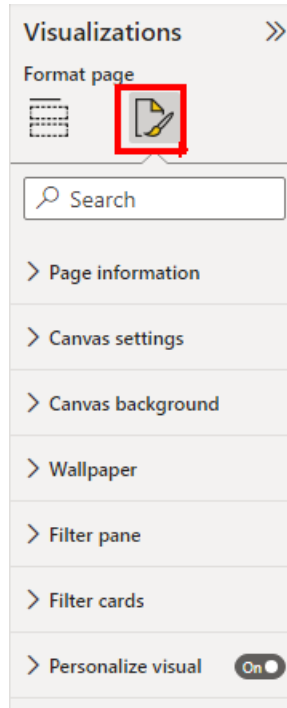 Visualizations
Format page
Search
Page information
Canvas settings
Canvas background
Wallpaper
Filter pane
Filter cards
Personalize visual On